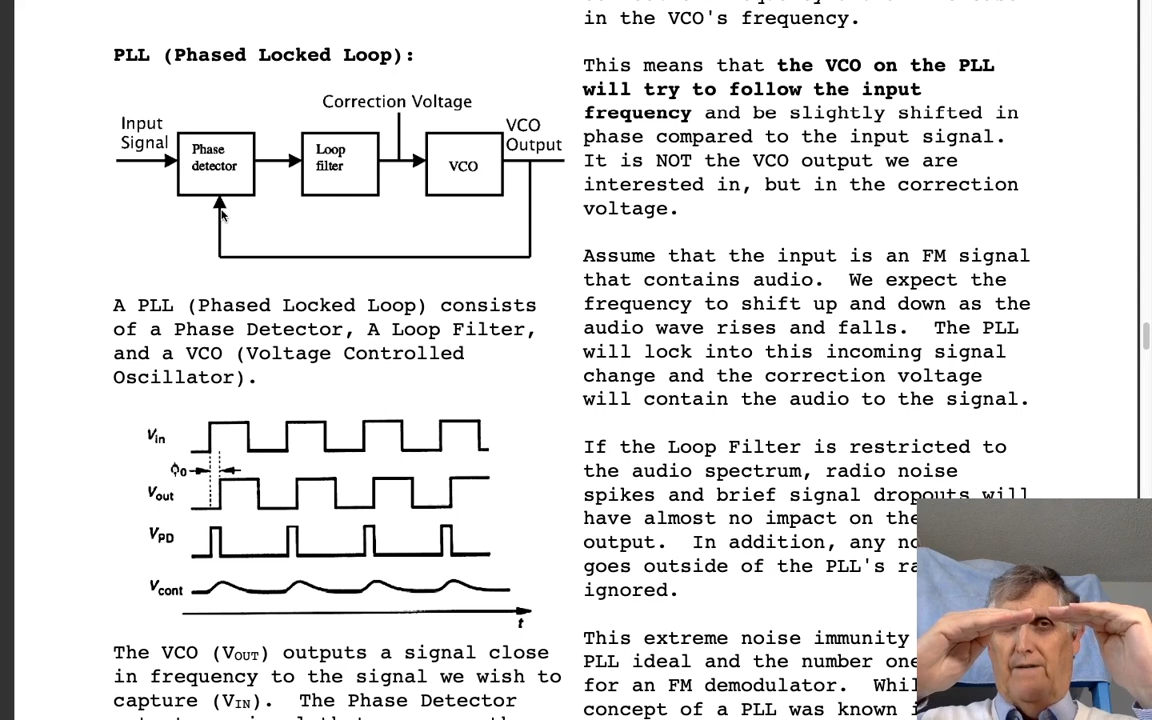 PLL (Phased Locked Loop):
Correction Voltage
Input
Signal
Phase
detector
Loop
filter
VCO
VCO
Output
A PLL (Phased Locked Loop) consists
of a Phase Detector, A Loop Filter,
and a VCO (Voltage Controlled
Oscillator).
Vin
ϕo
Vout
VPD
Vcont
t
The VCO (VOUT) outputs a signal close
in frequency to the signal we wish to
capture (VIN).  The Phase Detector
in the VCO's frequency.
This means that the VCO on the PLL
will try to follow the input
frequency and be slightly shifted in
phase compared to the input signal.
It is NOT the VCO output we are
interested in, but in the correction
voltage.
Assume that the input is an FM signal
that contains audio.  We expect the
frequency to shift up and down as the
audio wave rises and falls.  The PLL
will lock into this incoming signal
change and the correction voltage
will contain the audio to the signal.
If the Loop Filter is restricted to
the audio spectrum, radio noise
spikes and brief signal dropouts will
have almost no impact on the
output.  In addition, any
goes outside of the PLL's
ignored.
This extreme noise immunity
PLL ideal and the number one
for an FM demodulator.
concept of a PLL was known